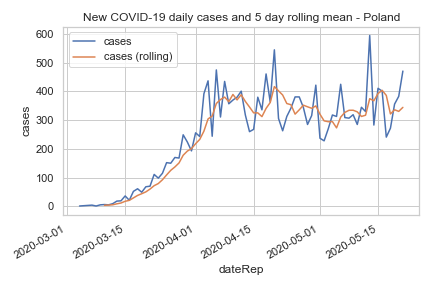 New COVID-19 daily cases and 5 day rolling mean - Poland
cases
cases (rolling)
600
500
400
300
200
100
0
cases
2020-03-01
2020-03-15
2020-04-01
2020-04-15
2020-05-01
2020-05-15
dateRep